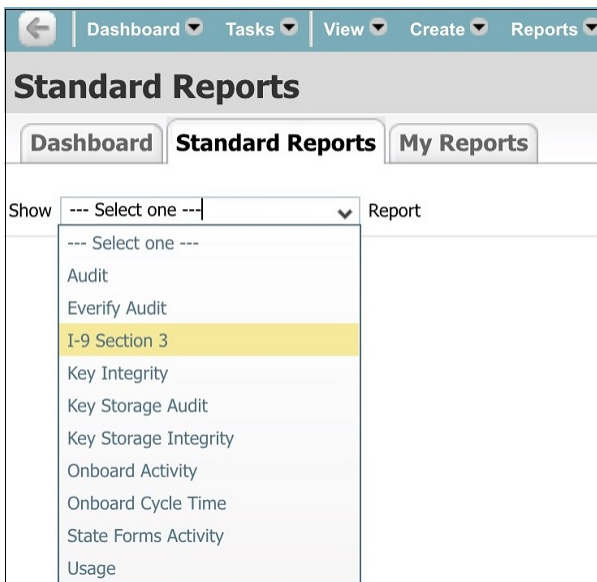 Dashboard Tasks View Create Reports
Standard Reports
Dashboard Standard Reports My Reports
Show --- Select one --- Report
--- Select one ---
Audit
Everify Audit
I-9 Section 3
Key Integrity
Key Storage Audit
Key Storage Integrity
Onboard Activity
Onboard Cycle Time
State Forms Activity
Usage